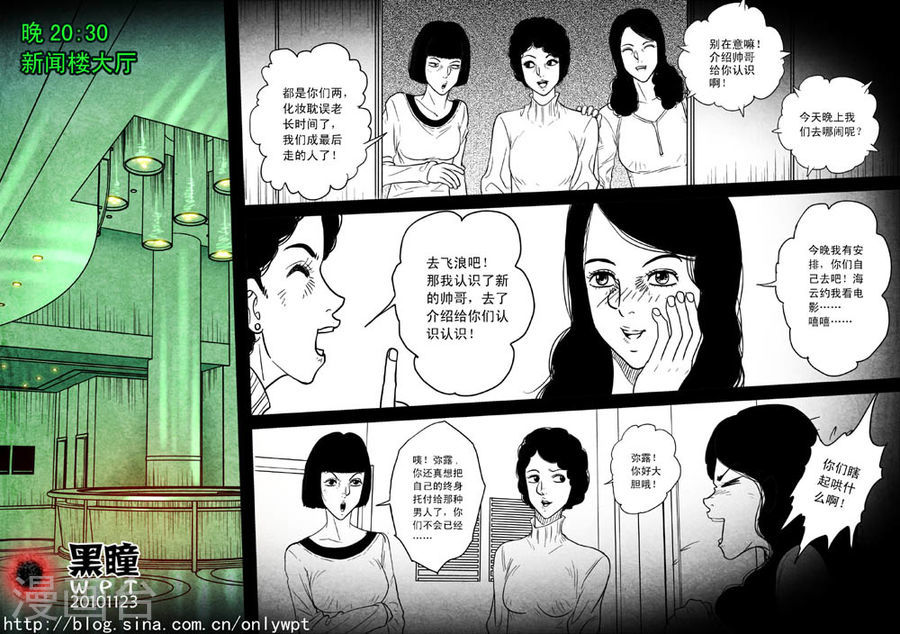 晚 20:30
新闻楼大厅
都是你们两，
化妆耽误老
长时间了，
我们成最后
走的人了！
别在意嘛！
介绍帅哥
给你认识
啊！
今天晚上我
们去哪闹呢？
去飞浪吧！
那我认识了新
的帅哥，去了
介绍给你们认
识认识！
今晚我有安
排，你们自
己去吧！海
云约我看电
影……
嘻嘻……
咦！弥露，
你还真想把
自己的终身
托付给那种
男人了，你
们不会已经
……
弥露！
你好大
胆哦！
你们瞎
起哄什
么啊！
黑瞳
WPT
20101123
漫画台
http://blog.sina.com.cn/onlywpt